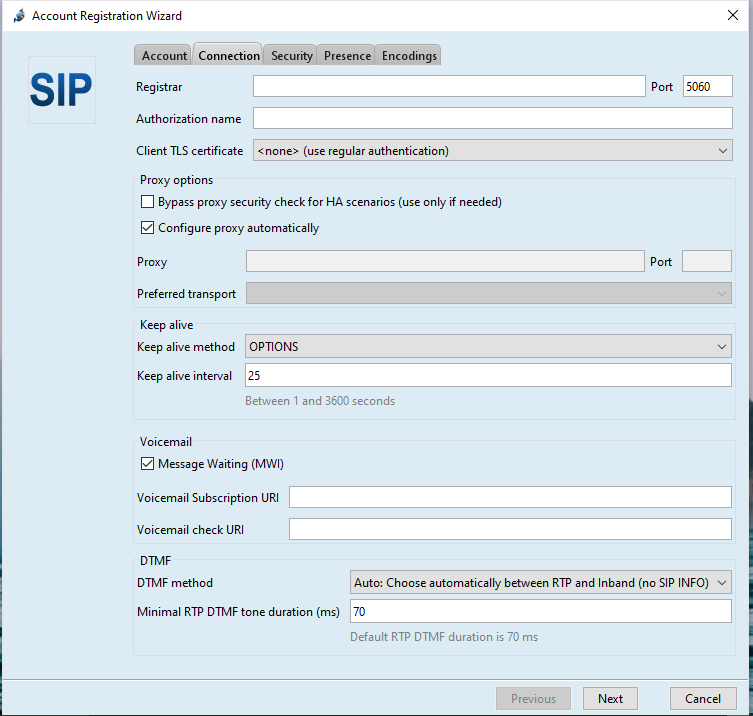 Account Registration Wizard
SIP
Account Connection Security Presence Encodings
Registrar Port 5060
Authorization name
Client TLS certificate <none> (use regular authentication)
Proxy options
Bypass proxy security check for HA scenarios (use only if needed)
Configure proxy automatically
Proxy Port
Preferred transport
Keep alive
Keep alive method OPTIONS
Keep alive interval 25
Between 1 and 3600 seconds
Voicemail
Message Waiting (MWI)
Voicemail Subscription URI
Voicemail check URI
DTMF
DTMF method Auto: Choose automatically between RTP and Inband (no SIP INFO)
Minimal RTP DTMF tone duration (ms) 70
Default RTP DTMF duration is 70 ms
Previous Next Cancel